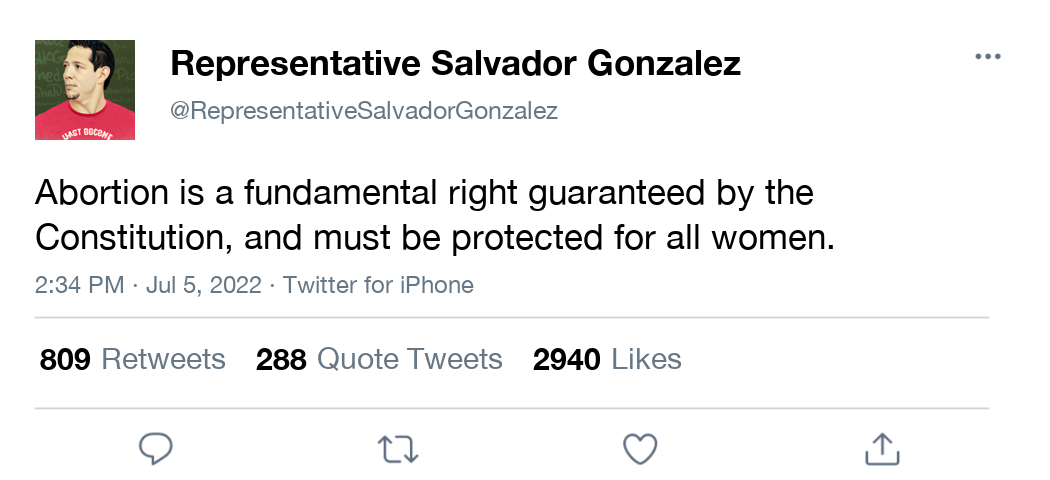 Representative Salvador Gonzalez
@RepresentativeSalvadorGonzalez
Abortion is a fundamental right guaranteed by the
Constitution, and must be protected for all women.
2:34 PM · Jul 5, 2022 · Twitter for iPhone
809 Retweets 288 Quote Tweets 2940 Likes